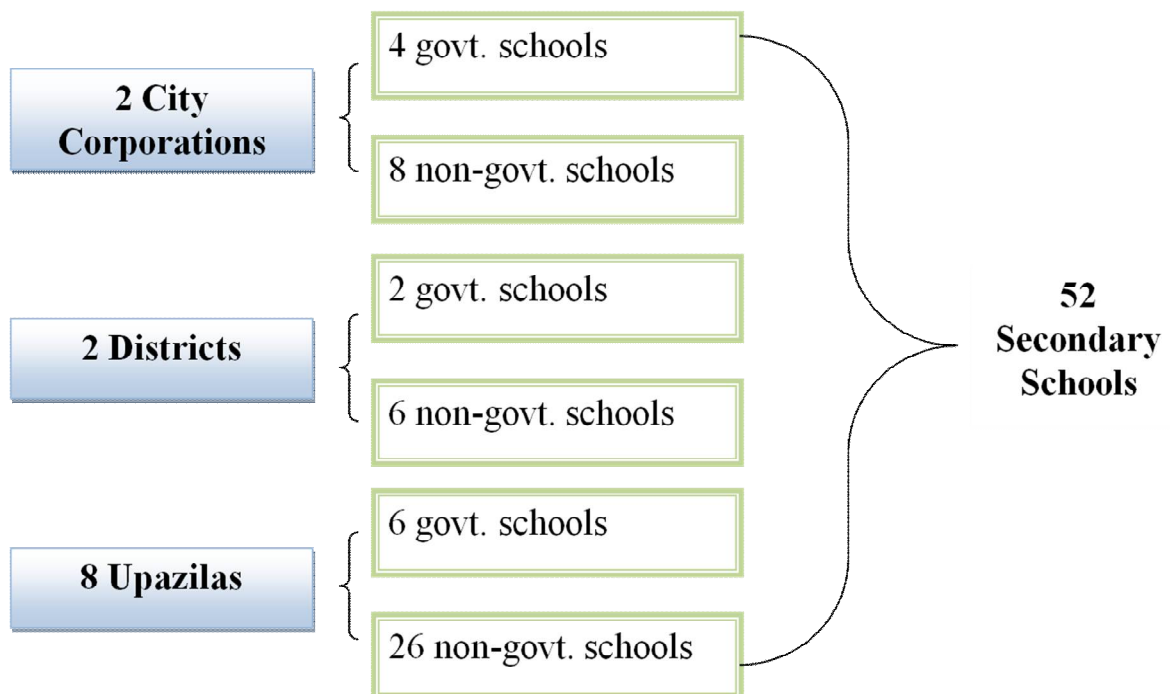 2 City
Corporations
4 govt. schools
8 non-govt. schools
2 Districts
2 govt. schools
6 non-govt. schools
8 Upazilas
6 govt. schools
26 non-govt. schools
52
Secondary
Schools